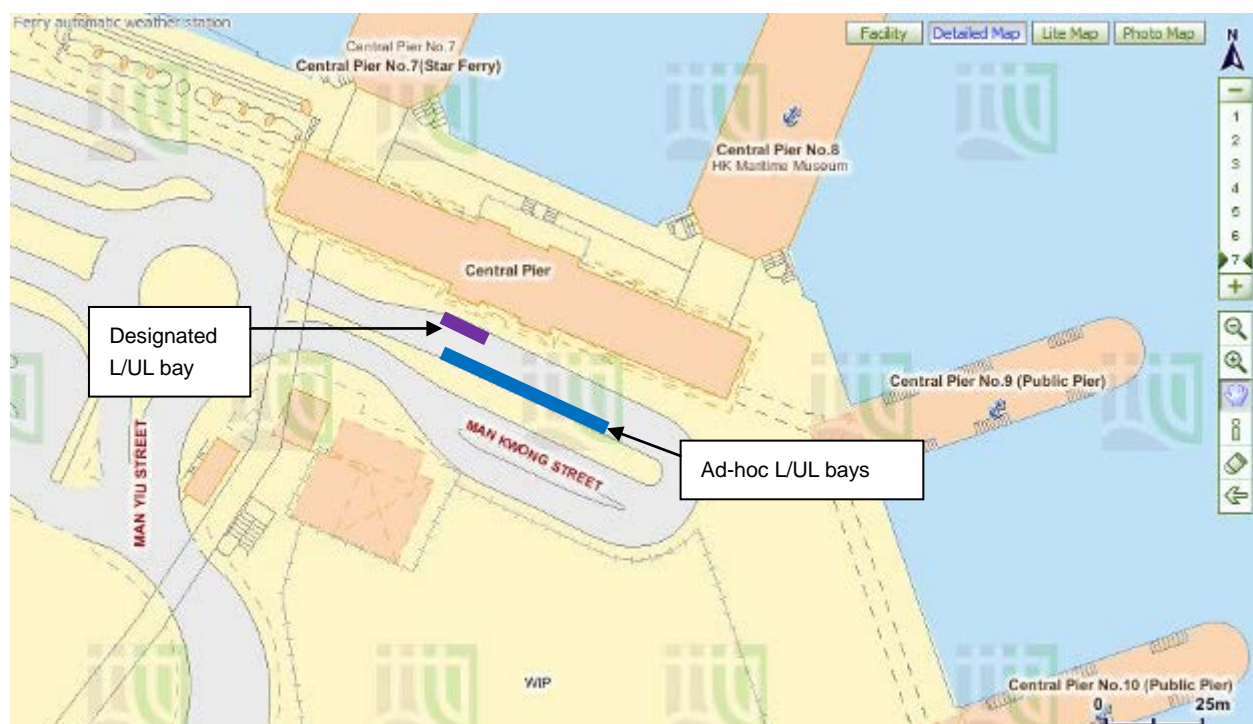 Ferry automatic weather station
Facility
Detailed Map
Lite Map
Photo Map
N
Central Pier No.7
Central Pier No.7(Star Ferry)
1
2
3
4
5
6
7
Central Pier No.8
HK Maritime Museum
Central Pier
Designated
L/UL bay
Central Pier No.9 (Public Pier)
MAN KWONG STREET
Ad-hoc L/UL bays
MAN YIU STREET
WIP
Central Pier No.10 (Public Pier)
0
25m